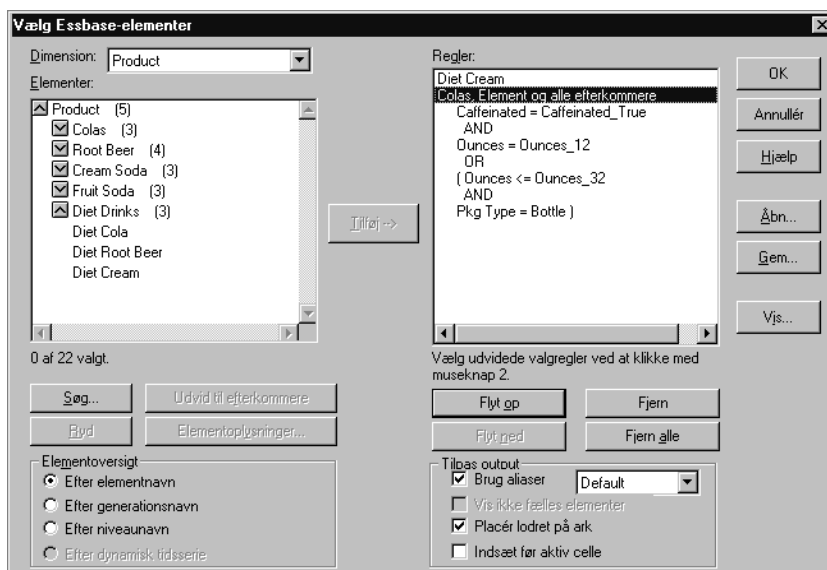 Vælg Essbase-elementer
Dimension: Product
Elementer:
Product (5)
Colas (3)
Root Beer (4)
Cream Soda (3)
Fruit Soda (3)
Diet Drinks (3)
Diet Cola
Diet Root Beer
Diet Cream
0 af 22 valgt.
Søg...
Udvid til efterkommere
Ryd
Elementoplysninger...
Elementoversigt
Efter elementnavn
Efter generationsnavn
Efter niveaunavn
Efter dynamisk tidsserie
Tilføj -->
Regler:
Diet Cream
Colas, Element og alle efterkommere
Caffeinated = Caffeinated_True
AND
Ounces = Ounces_12
OR
( Ounces <= Ounces_32
AND
Pkg Type = Bottle )
Vælg udvidede valgregler ved at klikke med
museknap 2.
Flyt op
Fjern
Flyt ned
Fjern alle
Tilpas output
Brug aliaser
Default
Vis ikke fælles elementer
Placér lodret på ark
Indsæt før aktiv celle
OK
Annullér
Hjælp
Åbn...
Gem...
Vis...